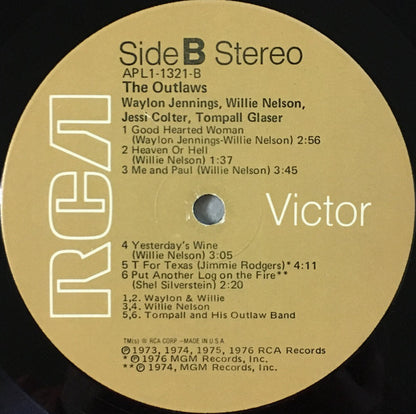 Side B Stereo
APL1-1321-B
The Outlaws
Waylon Jennings, Willie Nelson,
Jessi Colter, Tompall Glaser
1 Good Hearted Woman
(Waylon Jennings-Willie Nelson) 2:56
2 Heaven Or Hell
(Willie Nelson) 1:37
3 Me and Paul (Willie Nelson) 3:45
RCA
Victor
4 Yesterday's Wine
(Willie Nelson) 3:05
5 T For Texas (Jimmie Rodgers)* 4:11
6 Put Another Log on the Fire**
(Shel Silverstein) 2:20
1,2. Waylon & Willie
3,4. Willie Nelson
5,6. Tompall and His Outlaw Band
TM(s) ® RCA CORP –MADE IN U.S.A
℗1973, 1974, 1975, 1976 RCA Records
* ℗ 1976 MGM Records, Inc.
** ℗ 1974, MGM Records, Inc.